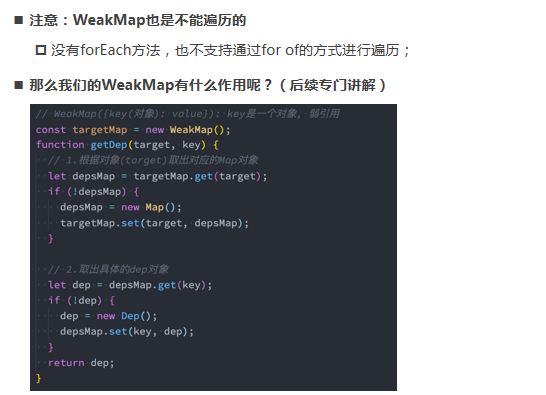 ■ 注意：WeakMap也是不能遍历的
没有forEach方法，也不支持通过for of的方式进行遍历；
■ 那么我们的WeakMap有什么作用呢？（后续专门讲解）
// WeakMap({key(对象): value}): key是一个对象, 弱引用
const targetMap = new WeakMap();
function getDep(target, key) {
  // 1.根据对象(target)取出对应的Map对象
  let depsMap = targetMap.get(target);
  if (!depsMap) {
    depsMap = new Map();
    targetMap.set(target, depsMap);
  }
  // 2.取出具体的dep对象
  let dep = depsMap.get(key);
  if (!dep) {
    dep = new Dep();
    depsMap.set(key, dep);
  }
  return dep;
}